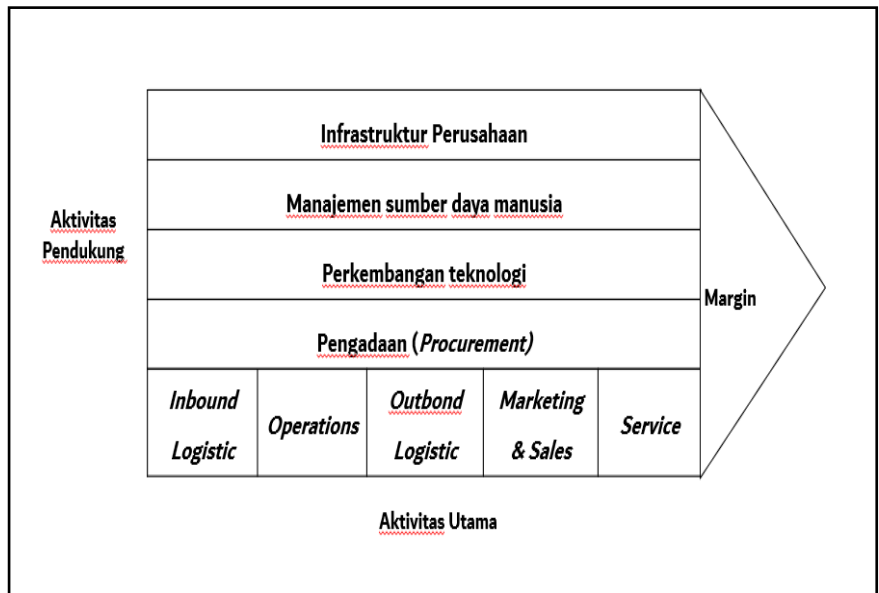 Infrastruktur Perusahaan
Manajemen sumber daya manusia
Aktivitas
Pendukung
Perkembangan teknologi
Margin
Pengadaan (Procurement)
Inbound
Logistic
Operations
Outbond
Logistic
Marketing
& Sales
Service
Aktivitas Utama